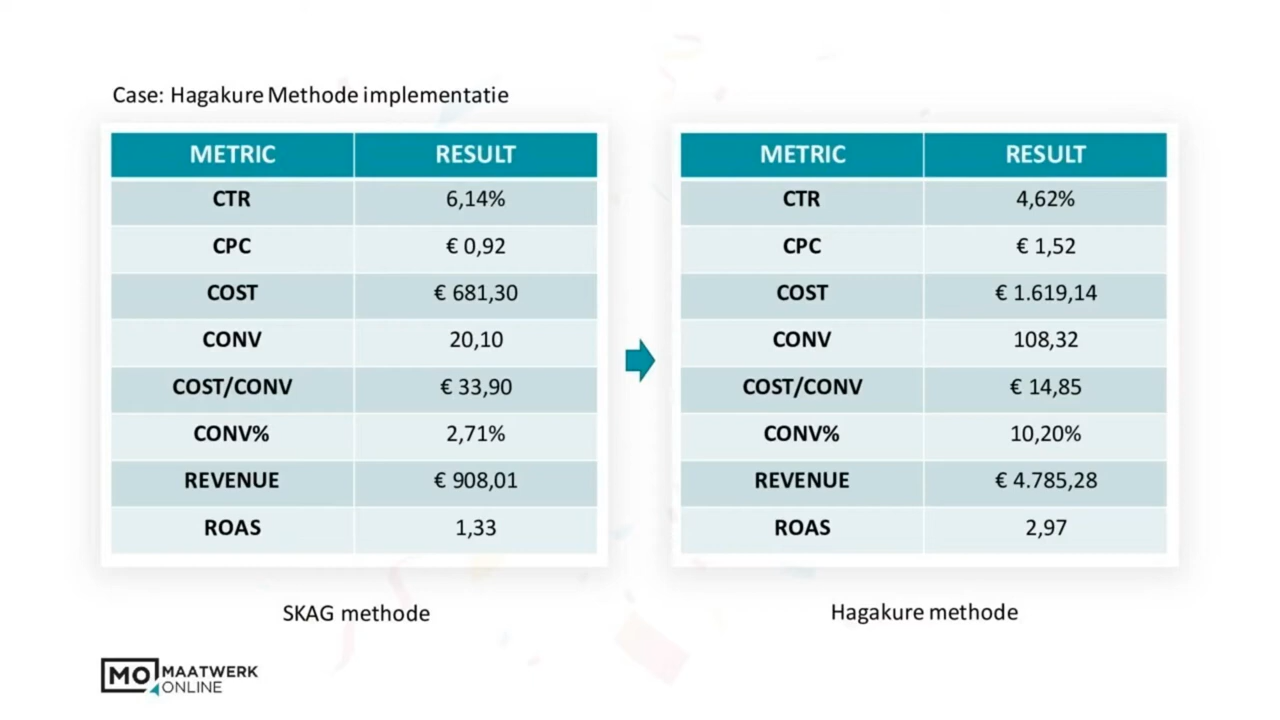 Case: Hagakure Methode implementatie
METRIC RESULT
CTR 6,14%
CPC € 0,92
COST € 681,30
CONV 20,10
COST/CONV € 33,90
CONV% 2,71%
REVENUE € 908,01
ROAS 1,33
SKAG methode
METRIC RESULT
CTR 4,62%
CPC € 1,52
COST € 1.619,14
CONV 108,32
COST/CONV € 14,85
CONV% 10,20%
REVENUE € 4.785,28
ROAS 2,97
Hagakure methode
MO MAATWERK
ONLINE